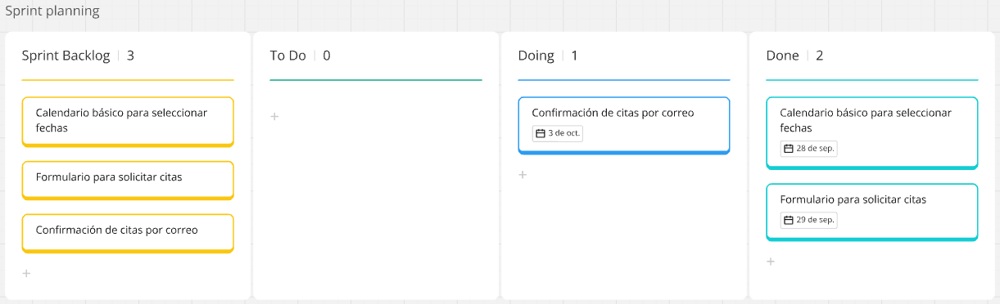 Sprint planning
Sprint Backlog | 3
Calendario básico para seleccionar
fechas
Formulario para solicitar citas
Confirmación de citas por correo
+
To Do | 0
+
Doing | 1
Confirmación de citas por correo
3 de oct.
+
Done | 2
Calendario básico para seleccionar
fechas
28 de sep.
Formulario para solicitar citas
29 de sep.
+